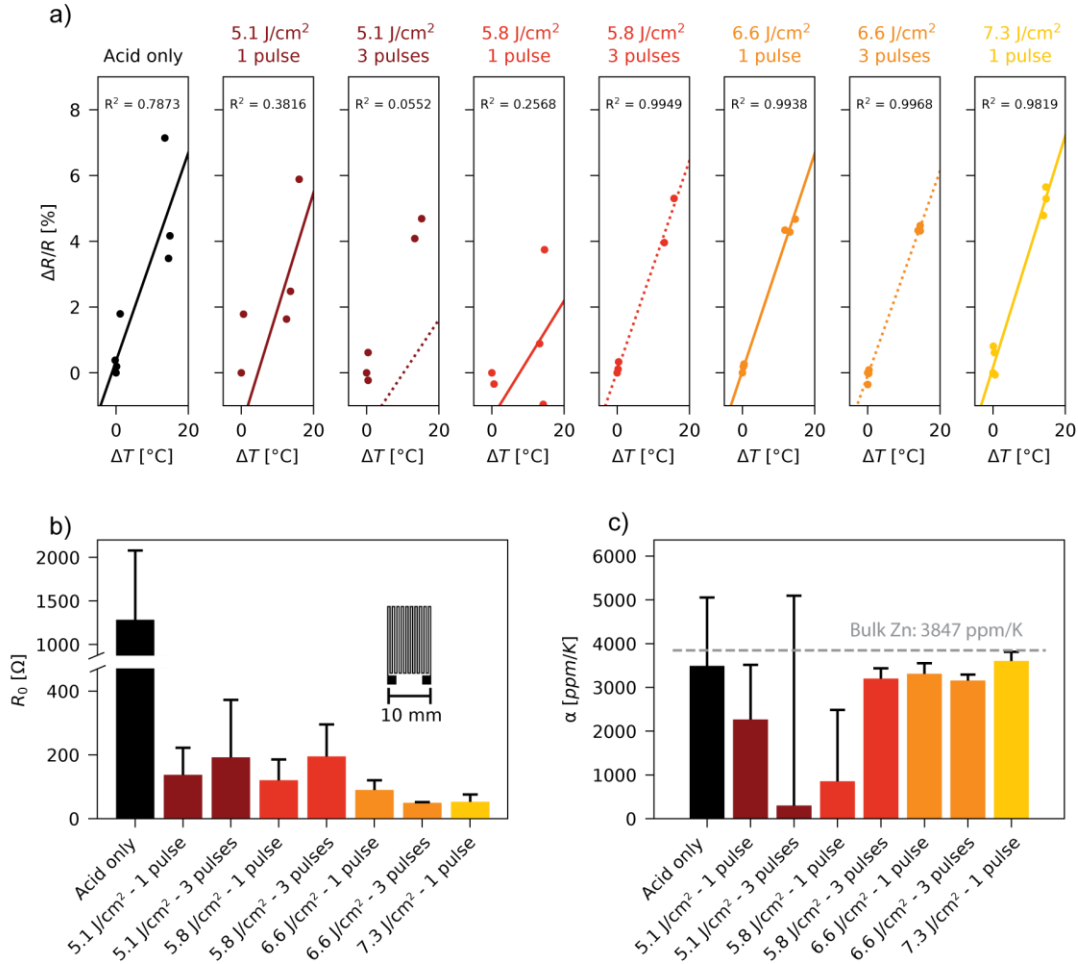 a)
Acid only
5.1 J/cm²
1 pulse
5.1 J/cm²
3 pulses
5.8 J/cm²
1 pulse
5.8 J/cm²
3 pulses
6.6 J/cm²
1 pulse
6.6 J/cm²
3 pulses
7.3 J/cm²
1 pulse
R² = 0.7873
R² = 0.3816
R² = 0.0552
R² = 0.2568
R² = 0.9949
R² = 0.9938
R² = 0.9968
R² = 0.9819
ΔR/R [%]
8
6
4
2
0
0 20
0 20
0 20
0 20
0 20
0 20
0 20
0 20
ΔT [°C]
ΔT [°C]
ΔT [°C]
ΔT [°C]
ΔT [°C]
ΔT [°C]
ΔT [°C]
ΔT [°C]
b)
R₀ [Ω]
2000
1500
1000
400
200
0
10 mm
Acid only
5.1 J/cm² - 1 pulse
5.1 J/cm² - 3 pulses
5.8 J/cm² - 1 pulse
5.8 J/cm² - 3 pulses
6.6 J/cm² - 1 pulse
6.6 J/cm² - 3 pulses
7.3 J/cm² - 1 pulse
c)
α [ppm/K]
6000
5000
4000
3000
2000
1000
0
Bulk Zn: 3847 ppm/K
Acid only
5.1 J/cm² - 1 pulse
5.1 J/cm² - 3 pulses
5.8 J/cm² - 1 pulse
5.8 J/cm² - 3 pulses
6.6 J/cm² - 1 pulse
6.6 J/cm² - 3 pulses
7.3 J/cm² - 1 pulse